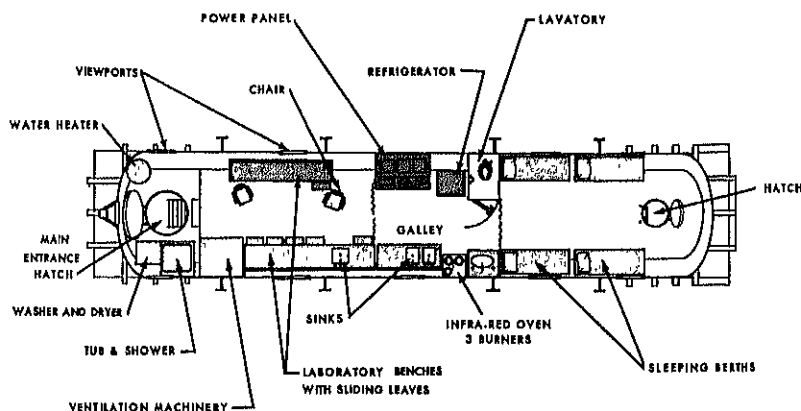 POWER PANEL
LAVATORY
VIEWPORTS
REFRIGERATOR
CHAIR
WATER HEATER
HATCH
GALLEY
MAIN
ENTRANCE
HATCH
WASHER AND DRYER
SINKS
INFRA-RED OVEN
3 BURNERS
TUB & SHOWER
LABORATORY BENCHES
WITH SLIDING LEAVES
SLEEPING BERTHS
VENTILATION MACHINERY